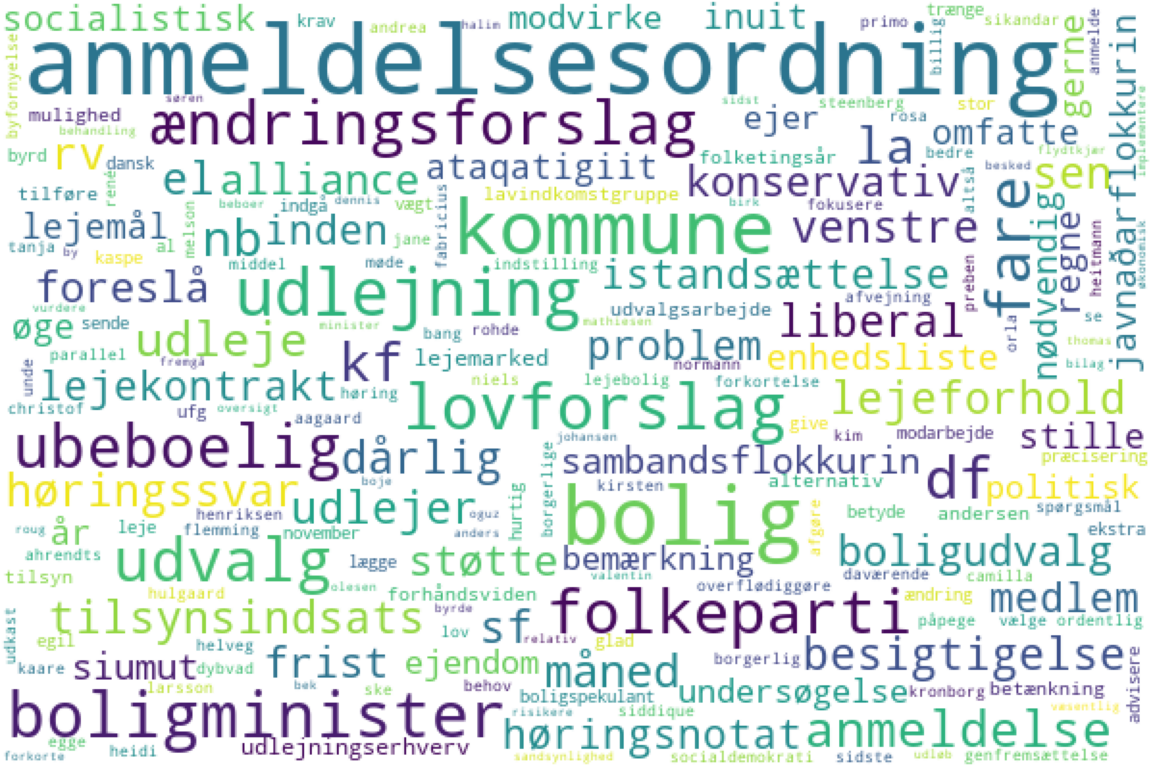 socialistisk krav andrea halim modvirke inuit primo trænge sikandar
anmeldelsesordning
byfornyelse billig gerne anmelde javnaðarflokkurin implementere
mulighed søren ændringsforslag ejer sidst steenberg rosa stor omfatte
behandling byrd rv dansk rené el alliance ataqatigiit folketingsår la bedre besked flydtkjær
tilføre beboer indgå dennis vægt lavindkomstgruppe konservativ birk fokusere altså sen
lejemål melson nb inden jane fabricius kommune venstre fare nødvendig regne heitmann økonomisk
tanja by kaspe al middel møde indstilling istandsættelse preben
foreslå udlejning udvalgsarbejde afvejning
vurdere øge sende udleje minister bang rohde mathiesen liberal orla se thomas
parallel fremgå kf lejemarked problem normann enhedsliste bilag
unde lejekontrakt høring niels lejebolig forkortelse lejeforhold
christof ufg oversigt aagaard lovforslag give kim modarbejde stille
ubeboelig dårlig johansen sambandsflokkurin præcisering
høringssvar boje borgerlige kirsten alternativ df politisk
henriksen udlejer oguz hurtig bolig betyde andersen spørgsmål
roug år leje flemming november anders afgøre ekstra
ahrendts udvalg lægge støtte bemærkning boligudvalg
tilsyn hulgaard olesen forhåndsviden valentin overflødiggøre daværende camilla
udkast tilsynsindsats byrde folkeparti ændring medlem
egil helveg lov sf relativ glad påpege vælge ordentlig
kaare siumut dybvad frist ejendom måned borgerlig besigtigelse
larsson bek ske behov boligspekulant undersøgelse kronborg betænkning advisere
boligminister risikere siddique væsentlig
egge heidi udlejningserhverv høringsnotat anmeldelse
forkorte sandsynlighed socialdemokrati sidste udløb genfremsættelse